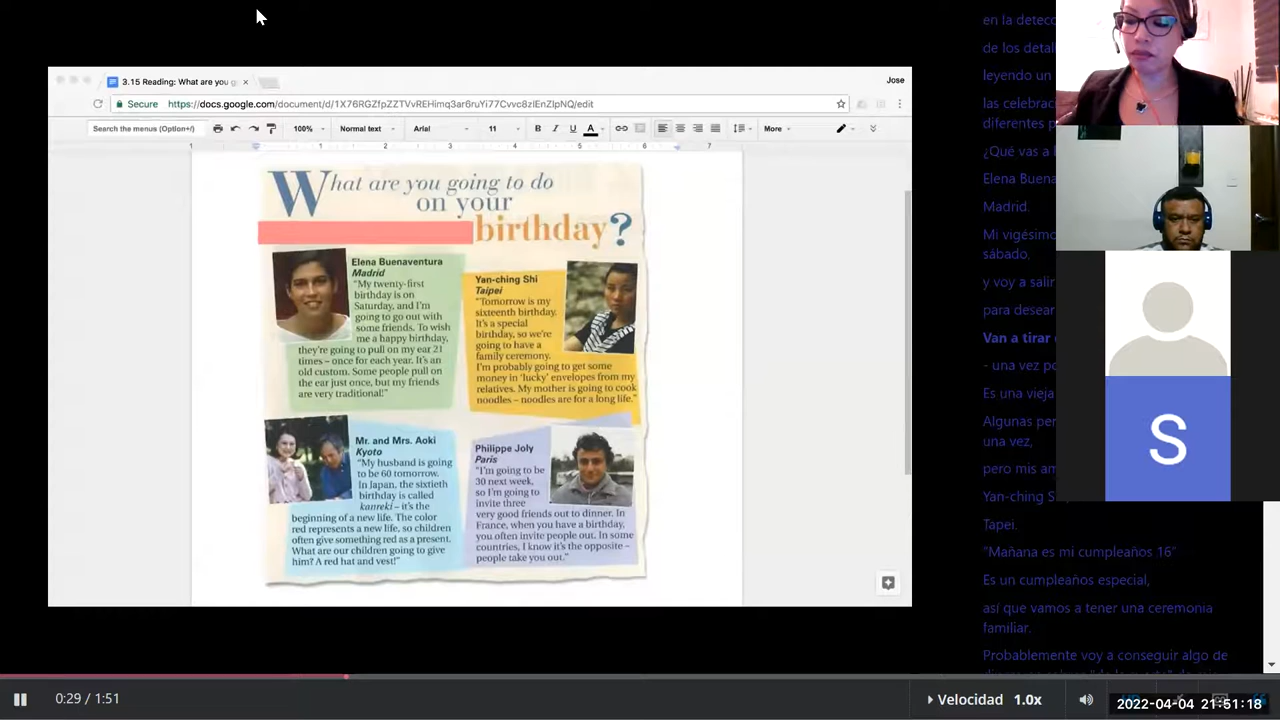 3.15 Reading: What are you g
Jose
Secure
https://docs.google.com/document/d/1X76RGZfpZZTVvREHimq3ar6ruYi77Cvvc8zIEnZlpNQ/edit
Search the menus (Option+/)
100%
Normal text
Arial
11
B I U A
More
1 1 2 3 4 5 6 7
What are you going to do
on your
birthday?
Elena Buenaventura
Madrid
"My twenty-first
birthday is on
Saturday, and I'm
going to go out with
some friends. To wish
me a happy birthday,
they're going to pull on my ear 21
times – once for each year. It's an
old custom. Some people pull on
the ear just once, but my friends
are very traditional!"
Yan-ching Shi
Taipei
"Tomorrow is my
sixteenth birthday.
It's a special
birthday, so we're
going to have a
family ceremony.
I'm probably going to get some
money in 'lucky' envelopes from my
relatives. My mother is going to cook
noodles – noodles are for a long life."
Mr. and Mrs. Aoki
Kyoto
"My husband is going
to be 60 tomorrow.
In Japan, the sixtieth
birthday is called
kanreki – it's the
beginning of a new life. The color
red represents a new life, so children
often give something red as a present.
What are our children going to give
him? A red hat and vest!"
Philippe Joly
Paris
"I'm going to be
30 next week,
so I'm going to
invite three
very good friends out to dinner. In
France, when you have a birthday,
you often invite people out. In some
countries, I know it's the opposite –
people take you out."
en la detec
de los detal
leyendo un
las celebrac
diferentes p
¿Qué vas a
Elena Buena
Madrid.
Mi vigésimo
sábado,
y voy a salir
para desear
Van a tirar
- una vez po
Es una vieja
Algunas per
una vez,
pero mis am
Yan-ching Sh
Tapei.
"Mañana es mi cumpleaños 16"
Es un cumpleaños especial,
así que vamos a tener una ceremonia
familiar.
Probablemente voy a conseguir algo de
S
0:29 / 1:51
Velocidad 1.0x
2022-04-04 21:51:18